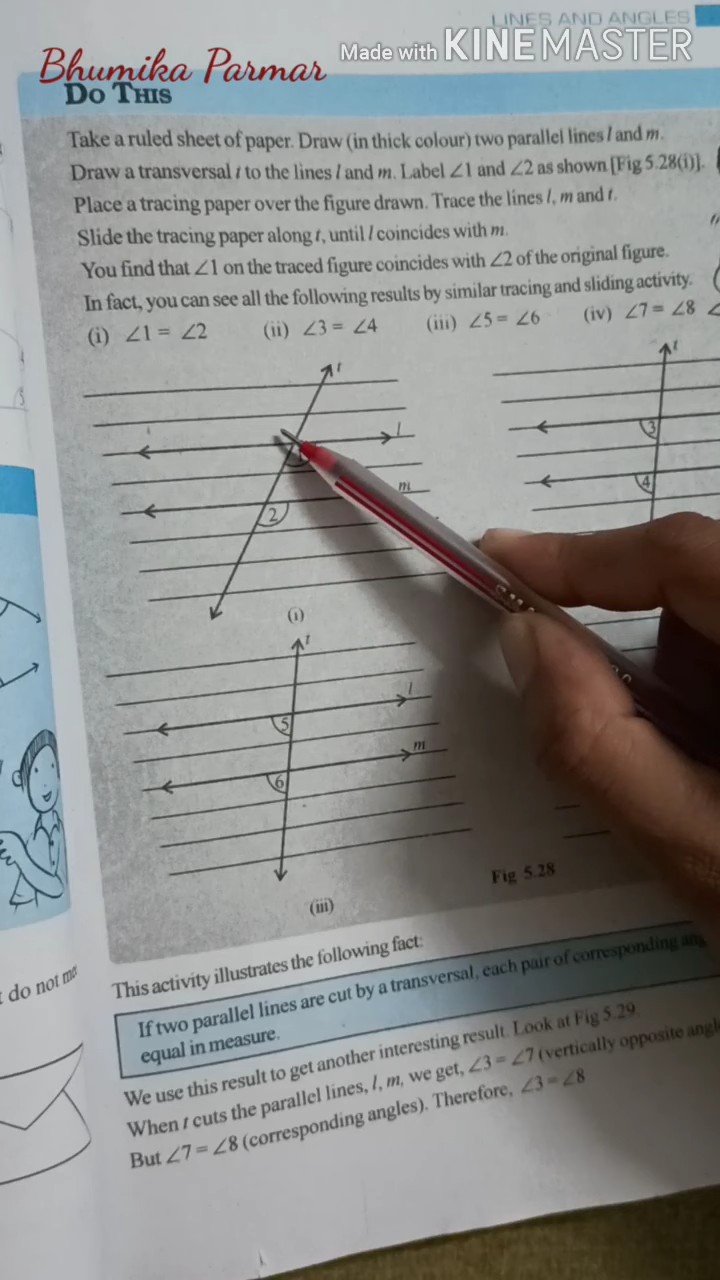 LINES AND ANGLES
Made with KINEMASTER
Bhumika Parmar
DO THIS
Take a ruled sheet of paper. Draw (in thick colour) two parallel lines l and m.
Draw a transversal t to the lines l and m. Label ∠1 and ∠2 as shown [Fig 5.28(i)].
Place a tracing paper over the figure drawn. Trace the lines l, m and t.
Slide the tracing paper along t, until l coincides with m.
You find that ∠1 on the traced figure coincides with ∠2 of the original figure.
In fact, you can see all the following results by similar tracing and sliding activity.
(i) ∠1 = ∠2 (ii) ∠3 = ∠4 (iii) ∠5 = ∠6 (iv) ∠7 = ∠8
t
l
m
2
(i)
t
3
4
t
l
5
m
6
(iii)
Fig 5.28
do not me
This activity illustrates the following fact:
If two parallel lines are cut by a transversal, each pair of corresponding ang
equal in measure.
We use this result to get another interesting result. Look at Fig 5.29.
When t cuts the parallel lines, l, m, we get, ∠3 = ∠7 (vertically opposite angl
But ∠7 = ∠8 (corresponding angles). Therefore, ∠3 = ∠8